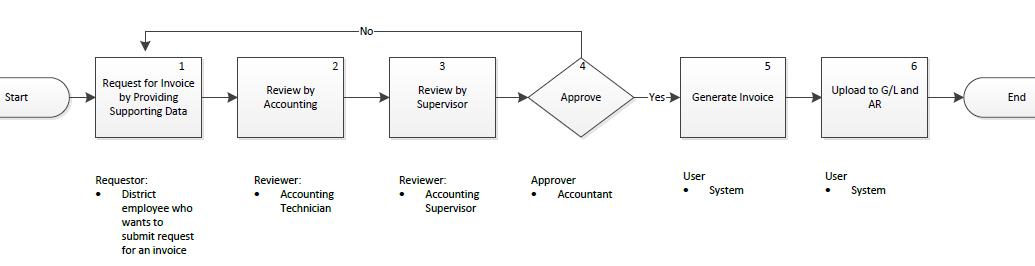 No
1
2
3
4
5
6
Start
Request for Invoice
by Providing
Supporting Data
Review by
Accounting
Review by
Supervisor
Approve
Yes
Generate Invoice
Upload to G/L and
AR
End
Requestor:
• District
employee who
wants to
submit request
for an invoice
Reviewer:
• Accounting
Technician
Reviewer:
• Accounting
Supervisor
Approver
• Accountant
User
• System
User
• System